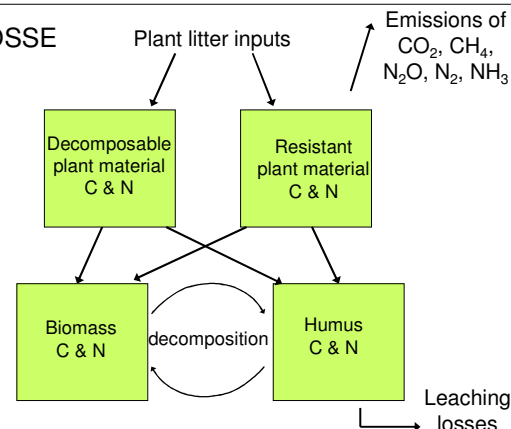 OSSE
Plant litter inputs
Emissions of
CO₂, CH₄,
N₂O, N₂, NH₃
Decomposable
plant material
C & N
Resistant
plant material
C & N
Biomass
C & N
decomposition
Humus
C & N
Leaching
losses